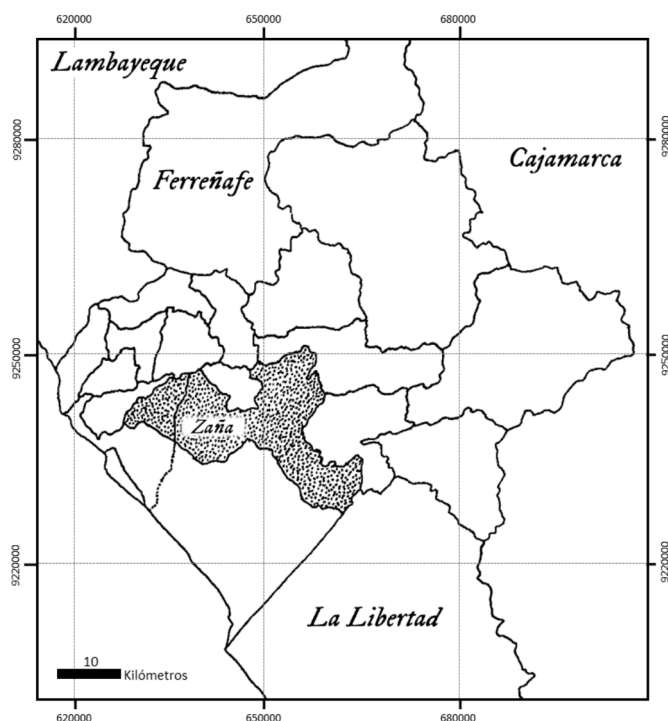 620000 650000 680000
Lambayeque
9280000 9280000
Cajamarca
Ferreñafe
9250000 9250000
Zaña
9220000 9220000
La Libertad
10
Kilómetros
620000 650000 680000